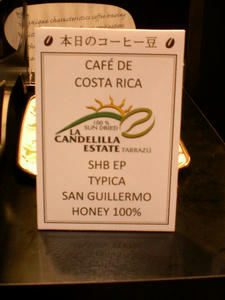 本日のコーヒー豆
CAFÉ DE
COSTA RICA
100 %
SUN DRIED
LA
CANDELILLA
ESTATE TARRAZÚ
SHB EP
TYPICA
SAN GUILLERMO
HONEY 100%